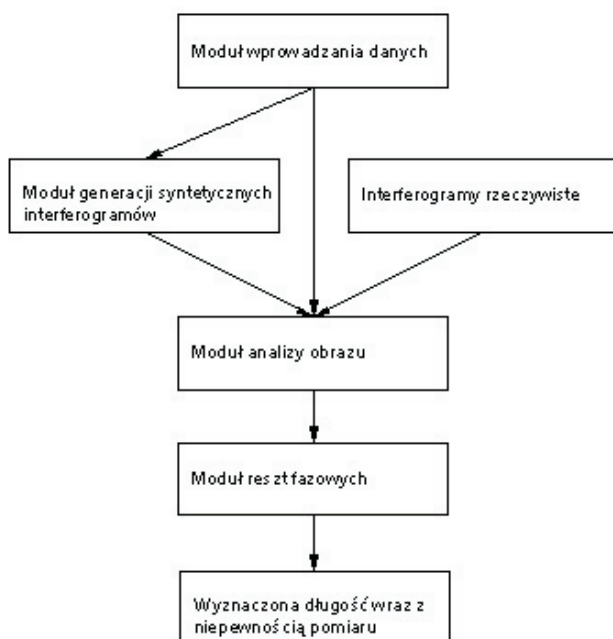 Moduł wprowadzania danych
Moduł generacji syntetycznych
interferogramów
Interferogramy rzeczywiste
Moduł analizy obrazu
Moduł reszt fazowych
Wyznaczona długość wraz z
niepewnością pomiaru